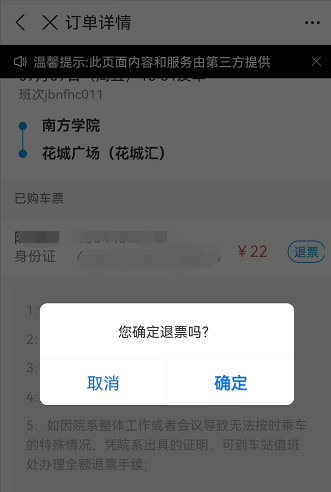 订单详情
温馨提示:此页面内容和服务由第三方提供
班次jbnfhc011
南方学院
花城广场（花城汇）
已购车票
身份证
￥22
退票
您确定退票吗?
取消
确定
1:
2:
3:
4:
5：如因院系整体工作或者会议导致无法按时乘车
的特殊情况，凭院系出具的证明，可到车站值班
处办理全额退票手续；